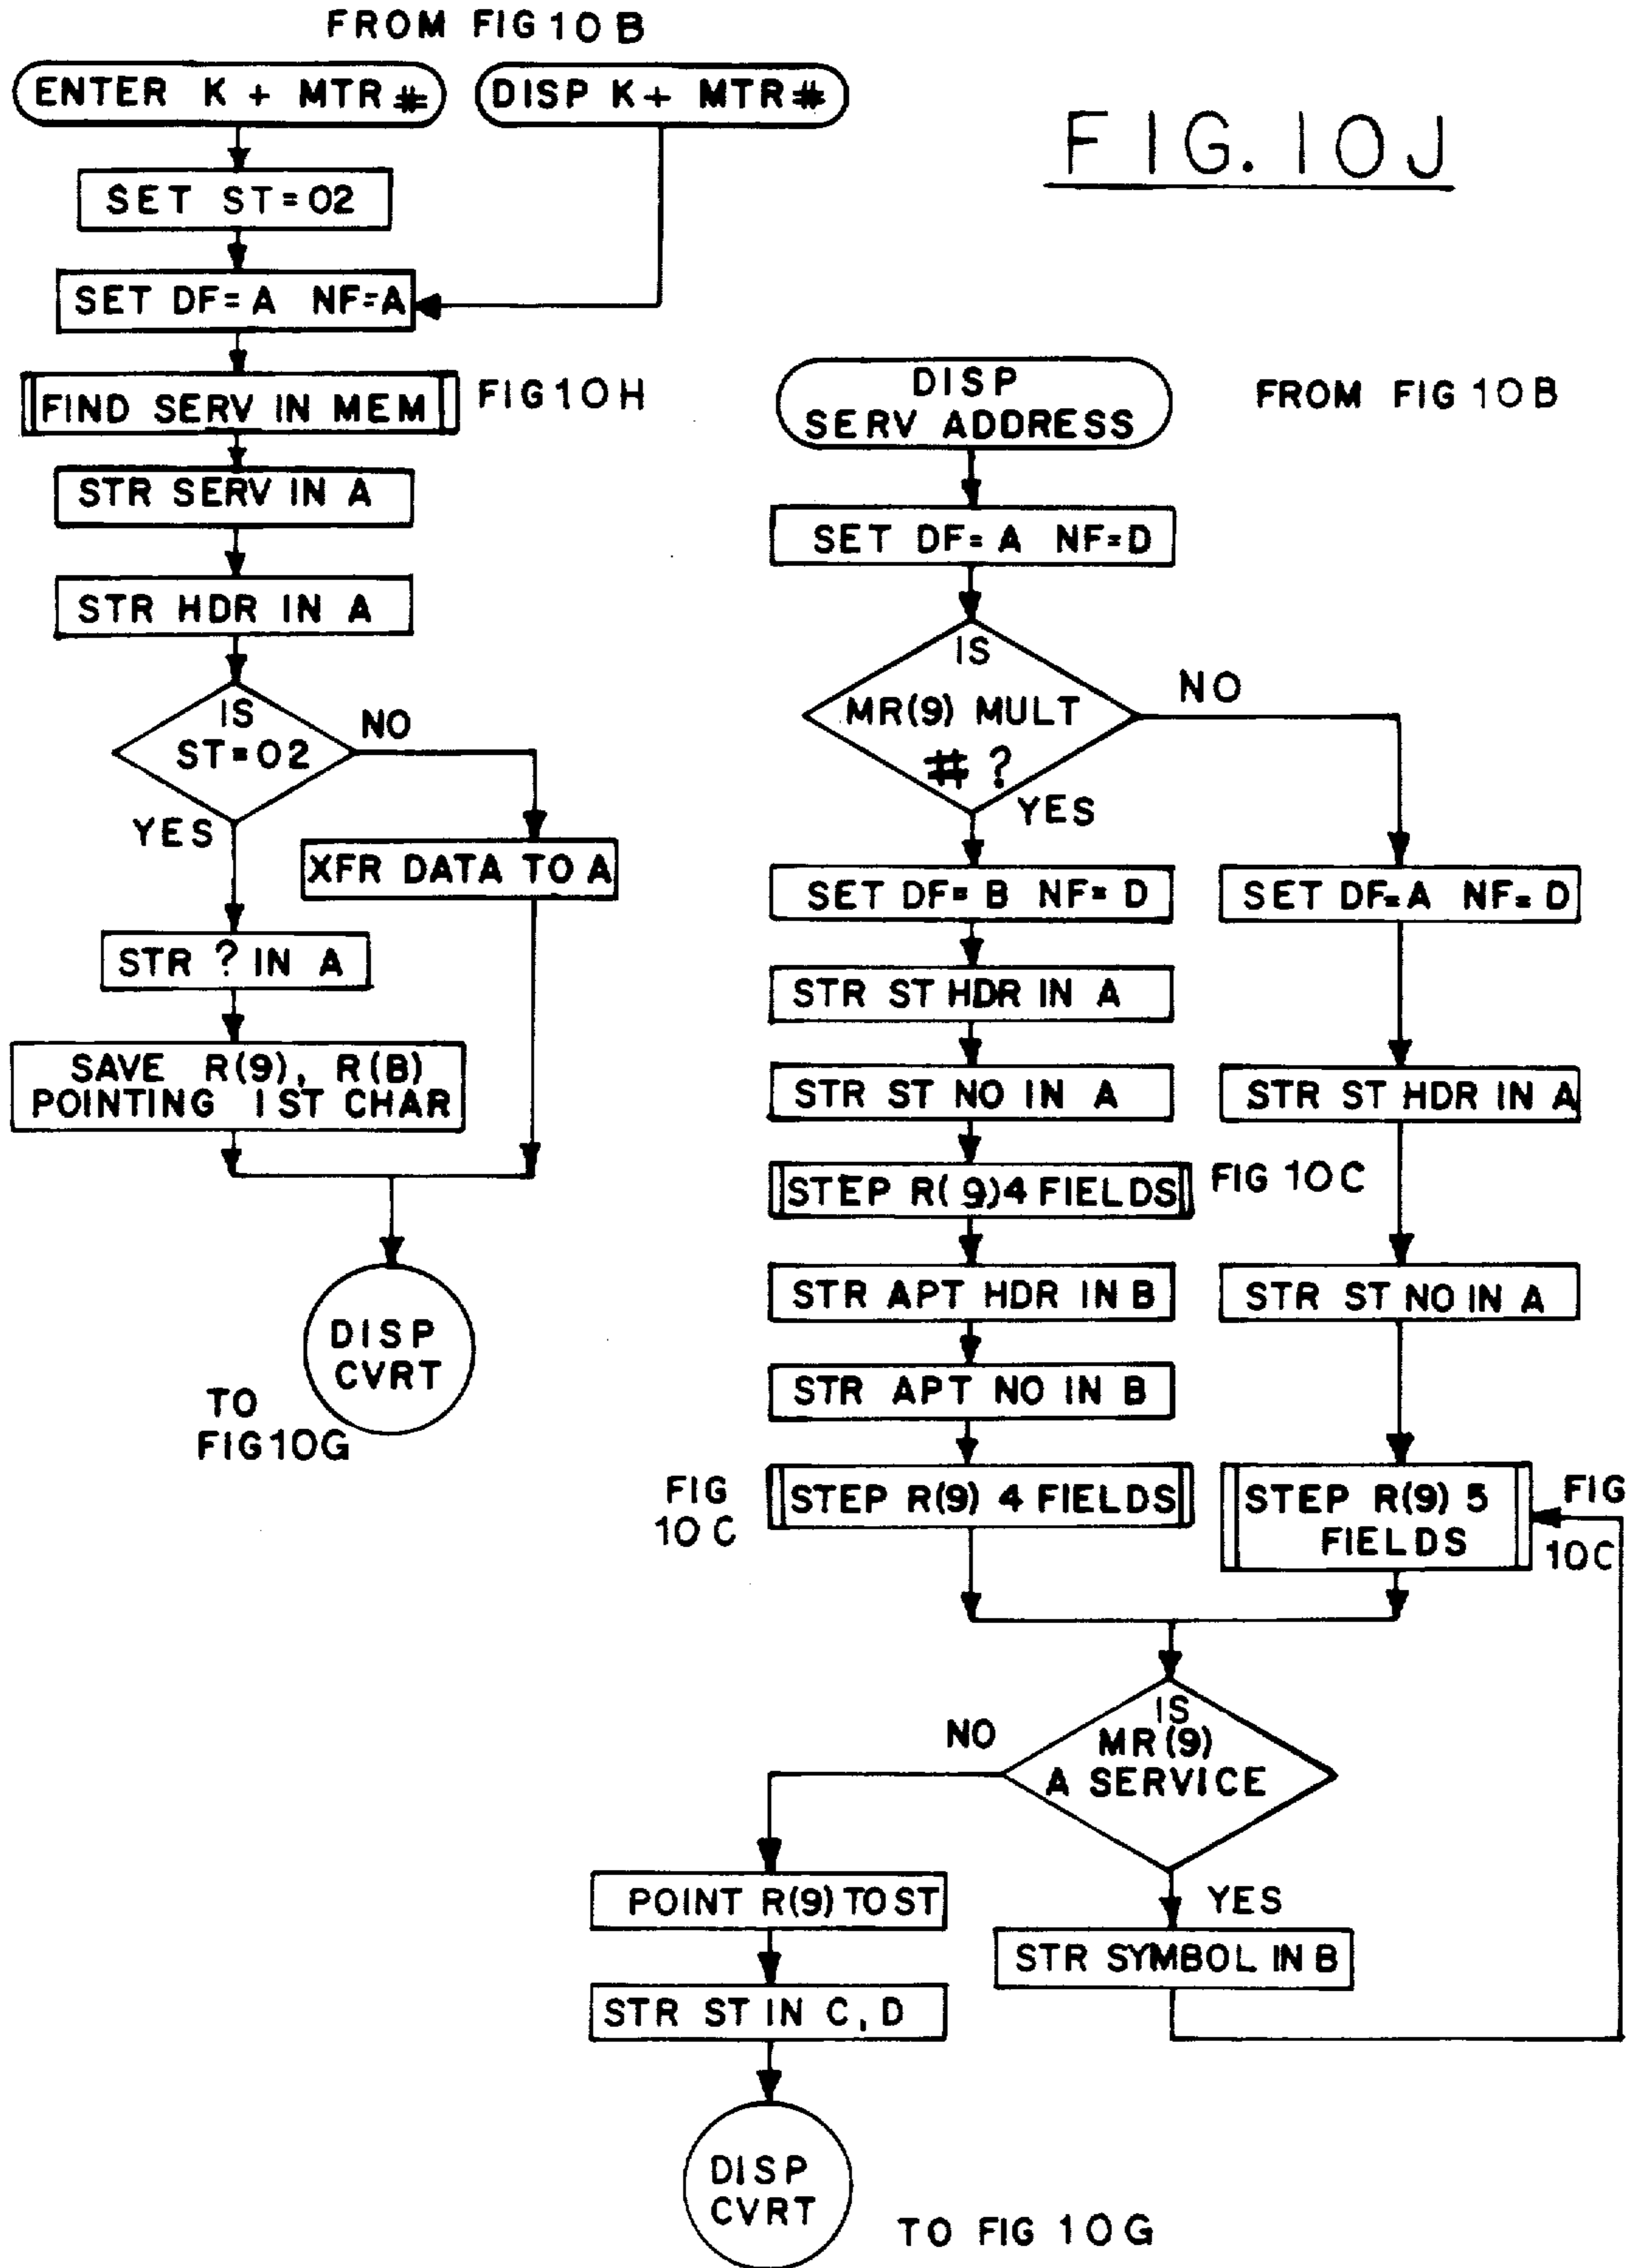 FROM FIG 10 B
ENTER K + MTR #
DISP K + MTR #
FIG. 10J
SET ST=02
SET DF=A NF=A
FIND SERV IN MEM
FIG 10 H
STR SERV IN A
STR HDR IN A
IS
ST=02
NO
YES
XFR DATA TO A
STR ? IN A
SAVE R(9), R(B)
POINTING 1ST CHAR
DISP
CVRT
TO
FIG 10G
DISP
SERV ADDRESS
FROM FIG 10B
SET DF=A NF=D
IS
MR(9) MULT
# ?
NO
YES
SET DF=B NF=D
SET DF=A NF=D
STR ST HDR IN A
STR ST NO IN A
STR ST HDR IN A
STEP R(9)4 FIELDS
FIG 10C
STR APT HDR IN B
STR ST NO IN A
STR APT NO IN B
FIG
10C
STEP R(9) 4 FIELDS
STEP R(9) 5
FIELDS
FIG
10C
IS
MR(9)
A SERVICE
NO
YES
POINT R(9) TO ST
STR SYMBOL IN B
STR ST IN C, D
DISP
CVRT
TO FIG 10G